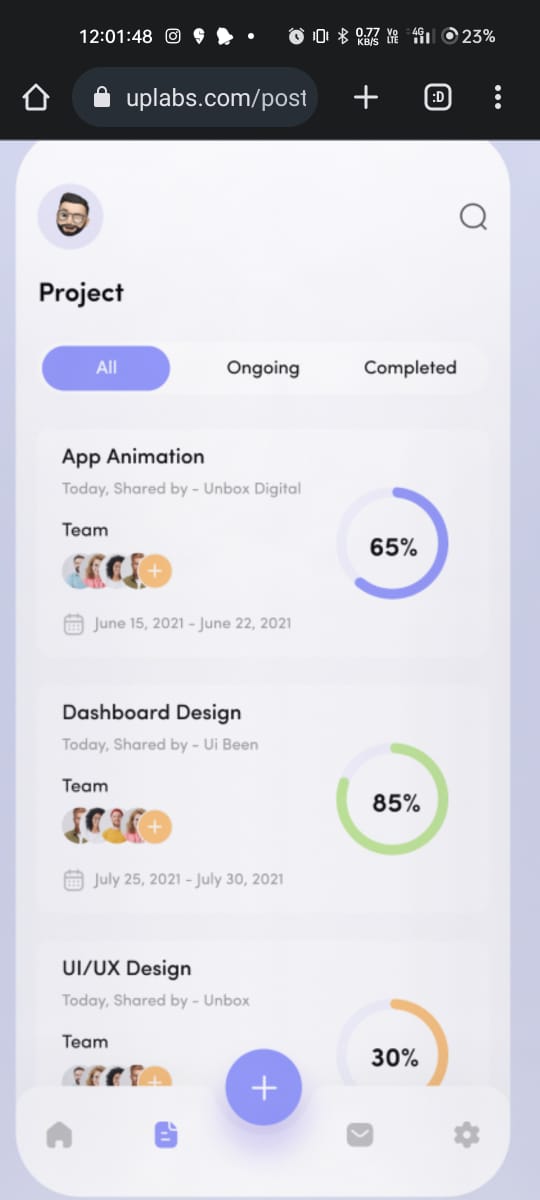 12:01:48 0.77 KB/S Vo LTE 4G 23%
uplabs.com/post :D
Project
All Ongoing Completed
App Animation
Today, Shared by - Unbox Digital
Team
65%
June 15, 2021 - June 22, 2021
Dashboard Design
Today, Shared by - Ui Been
Team
85%
July 25, 2021 - July 30, 2021
UI/UX Design
Today, Shared by - Unbox
Team
30%